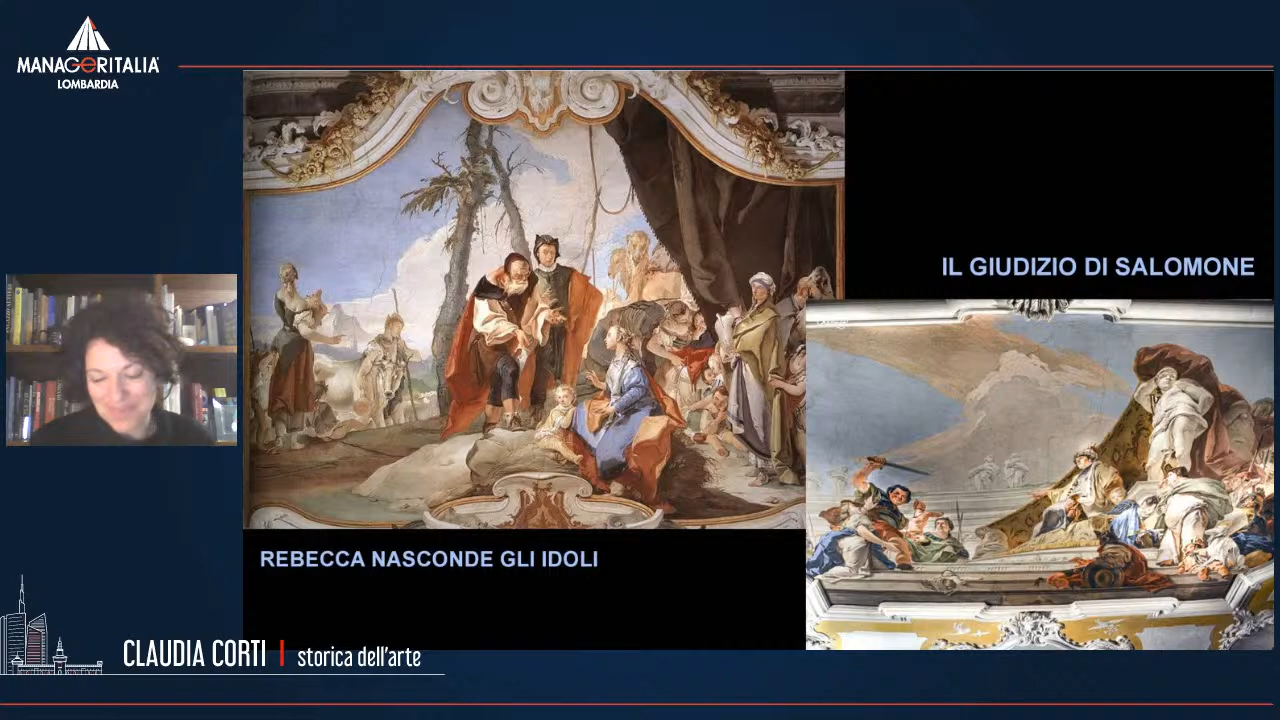 MANAGERITALIA
LOMBARDIA
IL GIUDIZIO DI SALOMONE
REBECCA NASCONDE GLI IDOLI
CLAUDIA CORTI | storica dell'arte